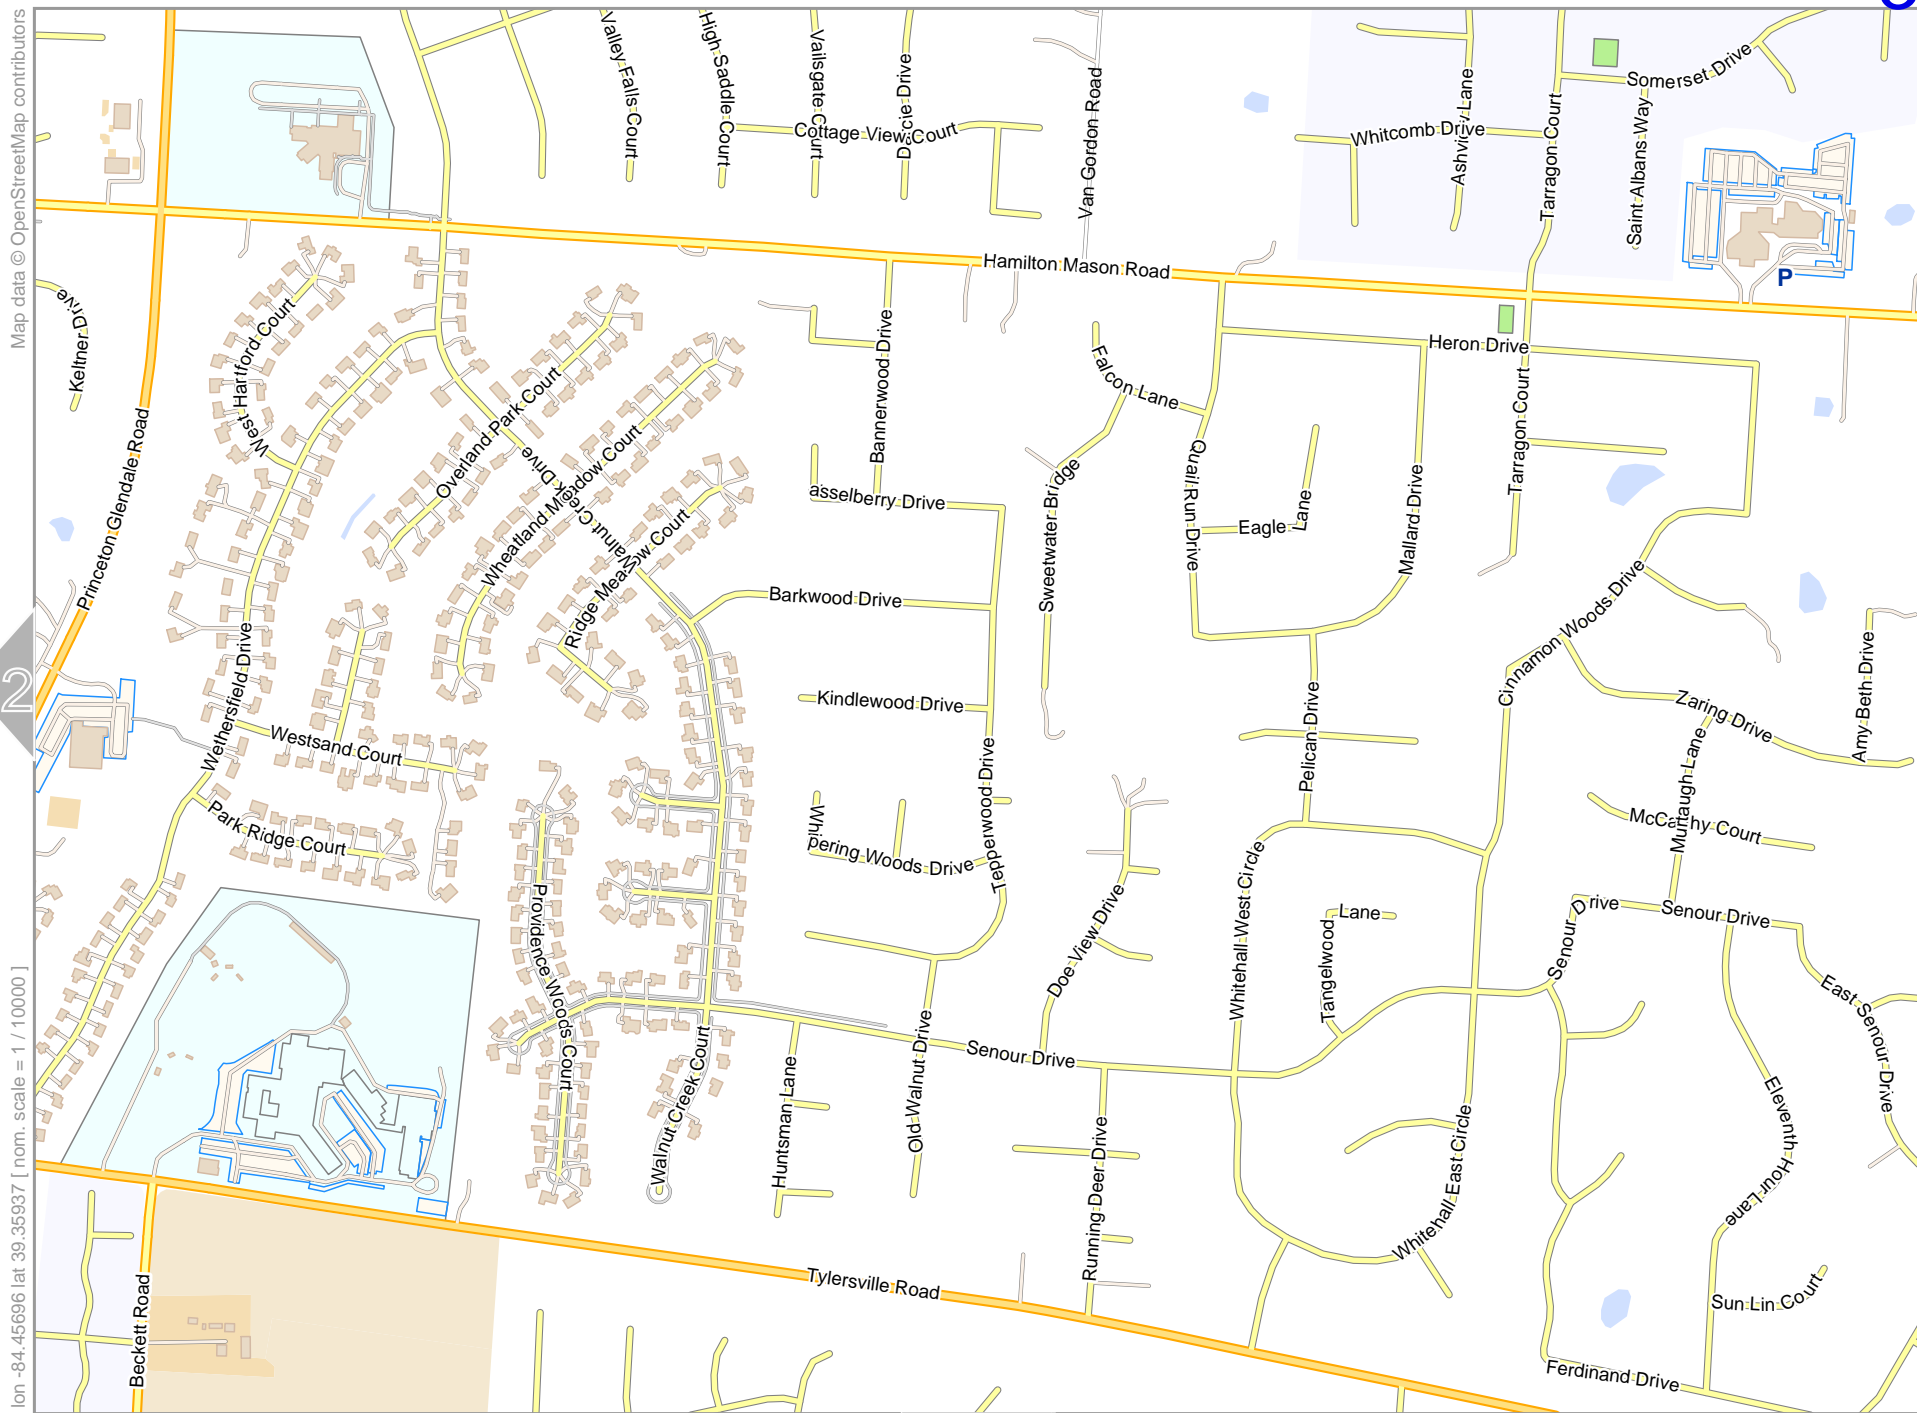 Map data © OpenStreetMap contributors
lon -84.45696 lat 39.35937 [ nom. scale = 1 / 10000 ]
2
Valley Falls Court
High Saddle Court
Vailsgate Court
Darcie Drive
Cottage View Court
Van Gordon Road
Ashview Lane
Whitcomb Drive
Tarragon Court
Somerset Drive
Saint Albans Way
P
Hamilton Mason Road
Keltner Drive
Princeton Glendale Road
West Hartford Court
Overland Park Court
Wheatland Meadow Court
Walnut Creek Drive
Ridge Meadow Court
Bannerwood Drive
asselberry Drive
Barkwood Drive
Kindlewood Drive
Tepperwood Drive
Whispering Woods Drive
Falcon Lane
Sweetwater Bridge
Quail Run Drive
Eagle Lane
Mallard Drive
Heron Drive
Tarragon Court
Cinnamon Woods Drive
Zaring Drive
Amy Beth Drive
Murtaugh Lane
McCarthy Court
Pelican Drive
Wethersfield Drive
Westsand Court
Park Ridge Court
Providence Woods Court
Walnut Creek Court
Huntsman Lane
Old Walnut Drive
Senour Drive
Doe View Drive
Running Deer Drive
Whitehall West Circle
Tangelwood Lane
Whitehall East Circle
Senour Drive
Senour Drive
East Senour Drive
Eleventh Hour Lane
Sun Lin Court
Ferdinand Drive
Tylersville Road
Beckett Road